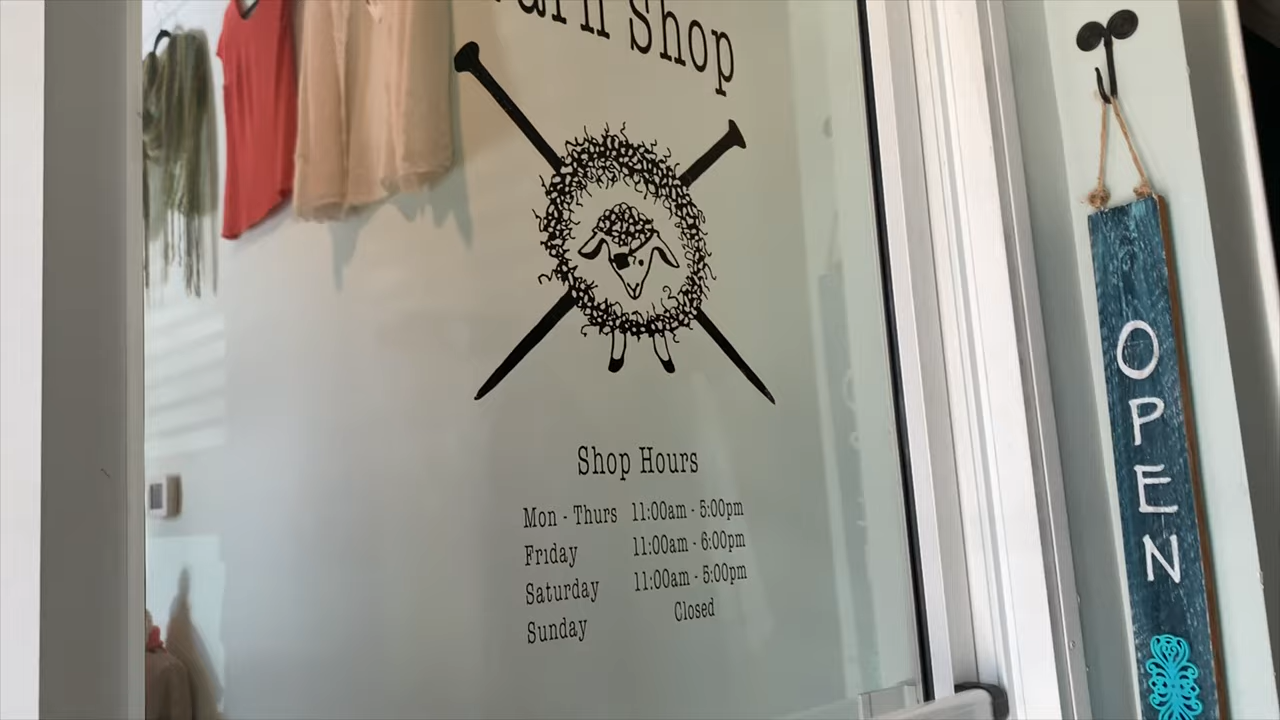 Yarn Shop
Shop Hours
Mon - Thurs 11:00am - 5:00pm
Friday 11:00am - 6:00pm
Saturday 11:00am - 5:00pm
Sunday Closed
OPEN